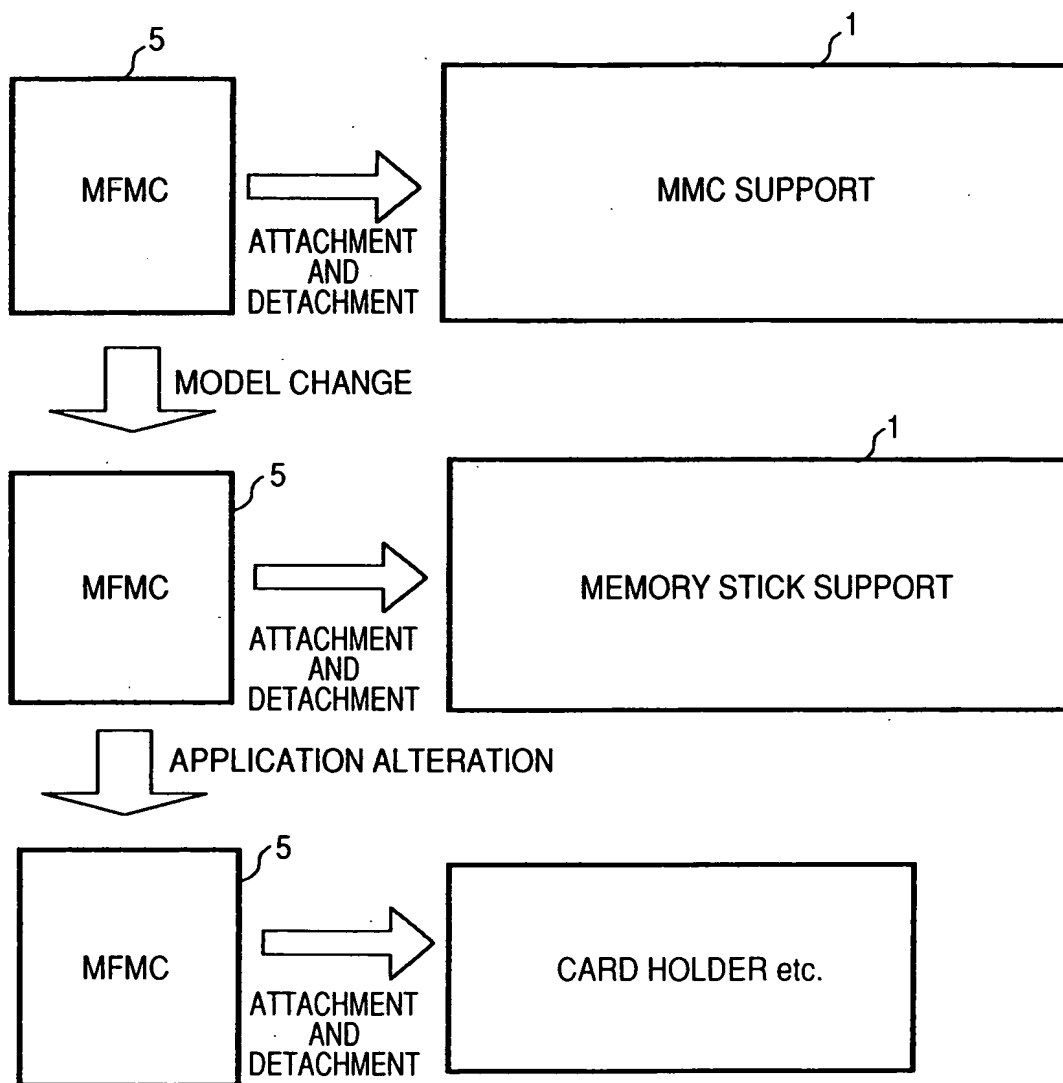 5
1
MFMC
MMC SUPPORT
ATTACHMENT
AND
DETACHMENT
MODEL CHANGE
1
5
MFMC
MEMORY STICK SUPPORT
ATTACHMENT
AND
DETACHMENT
APPLICATION ALTERATION
5
MFMC
CARD HOLDER etc.
ATTACHMENT
AND
DETACHMENT